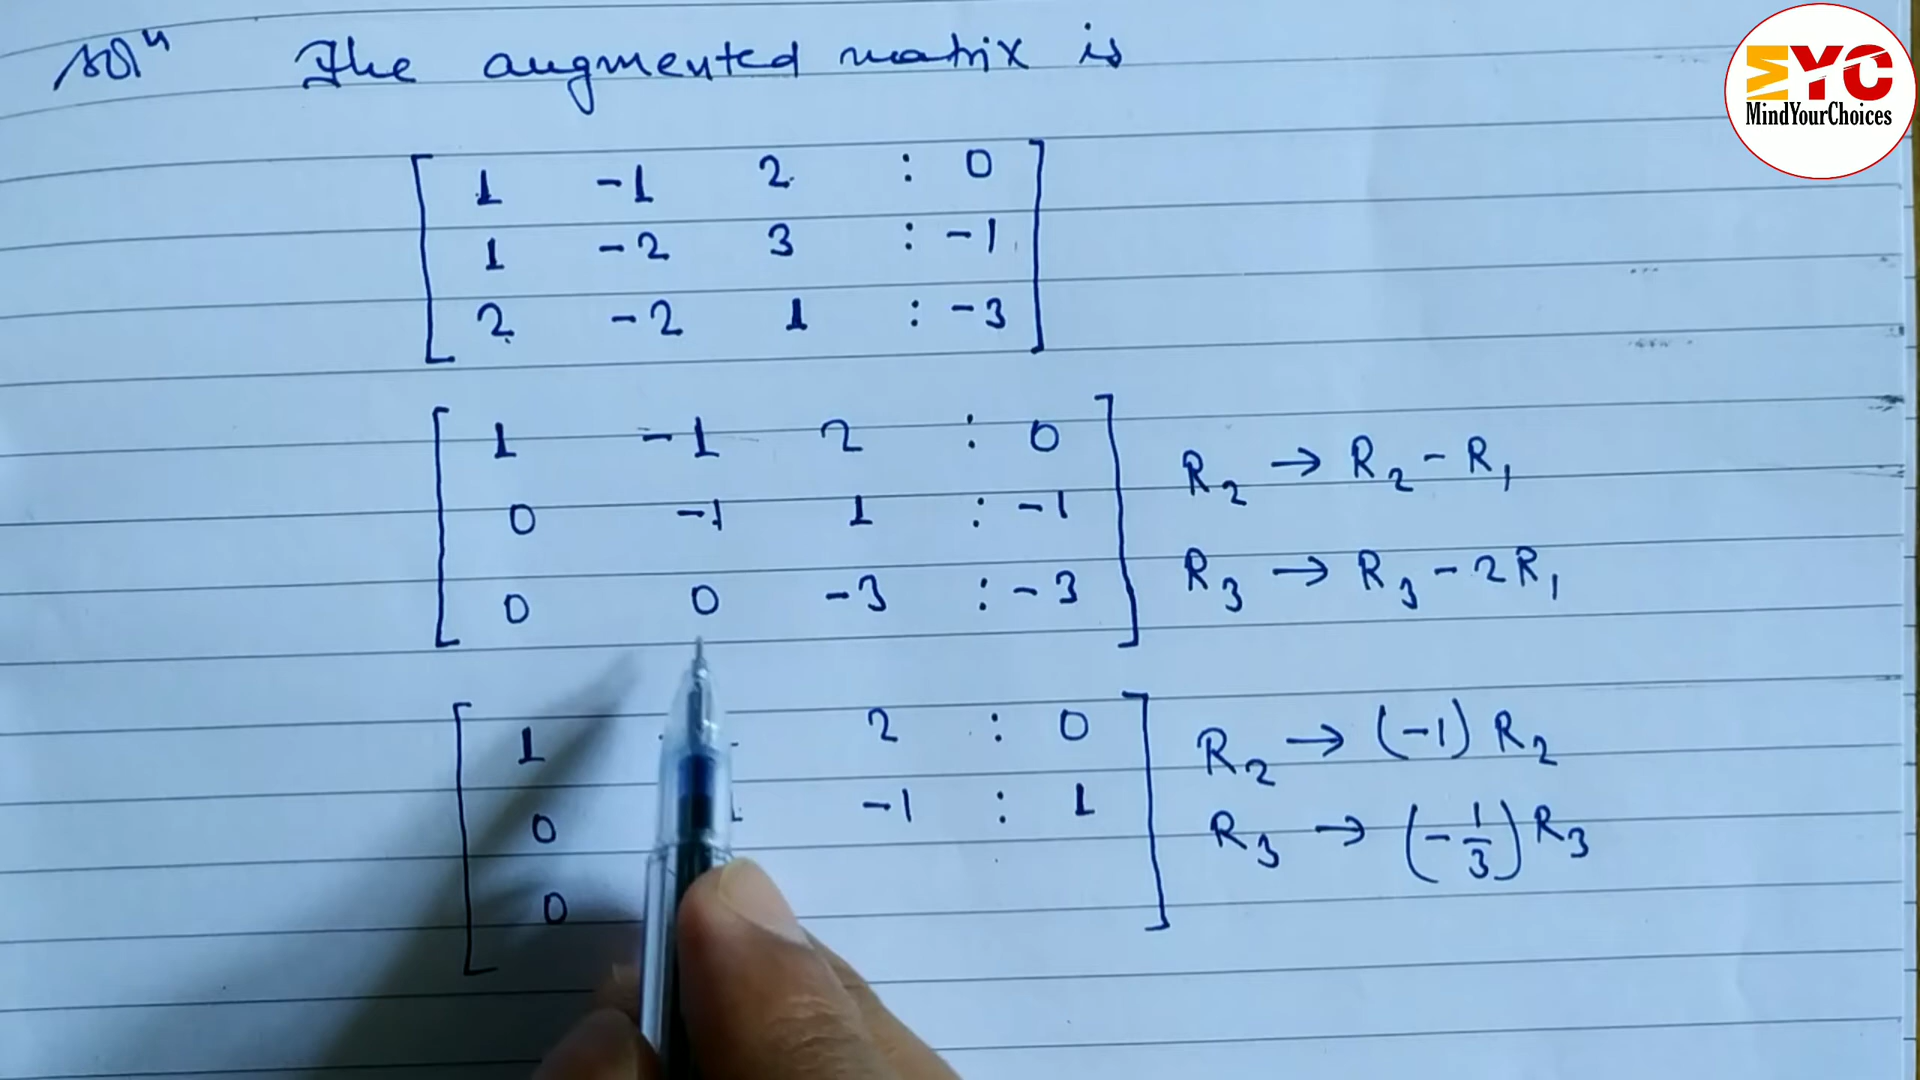 MYC
MindYourChoices
Solⁿ The augmented matrix is
1 -1 2 : 0
1 -2 3 : -1
2 -2 1 : -3
1 -1 2 : 0
0 -1 1 : -1
0 0 -3 : -3
R₂ → R₂ - R₁
R₃ → R₃ - 2R₁
1 2 : 0
0 -1 : 1
0
R₂ → (-1) R₂
R₃ → (-1/3) R₃